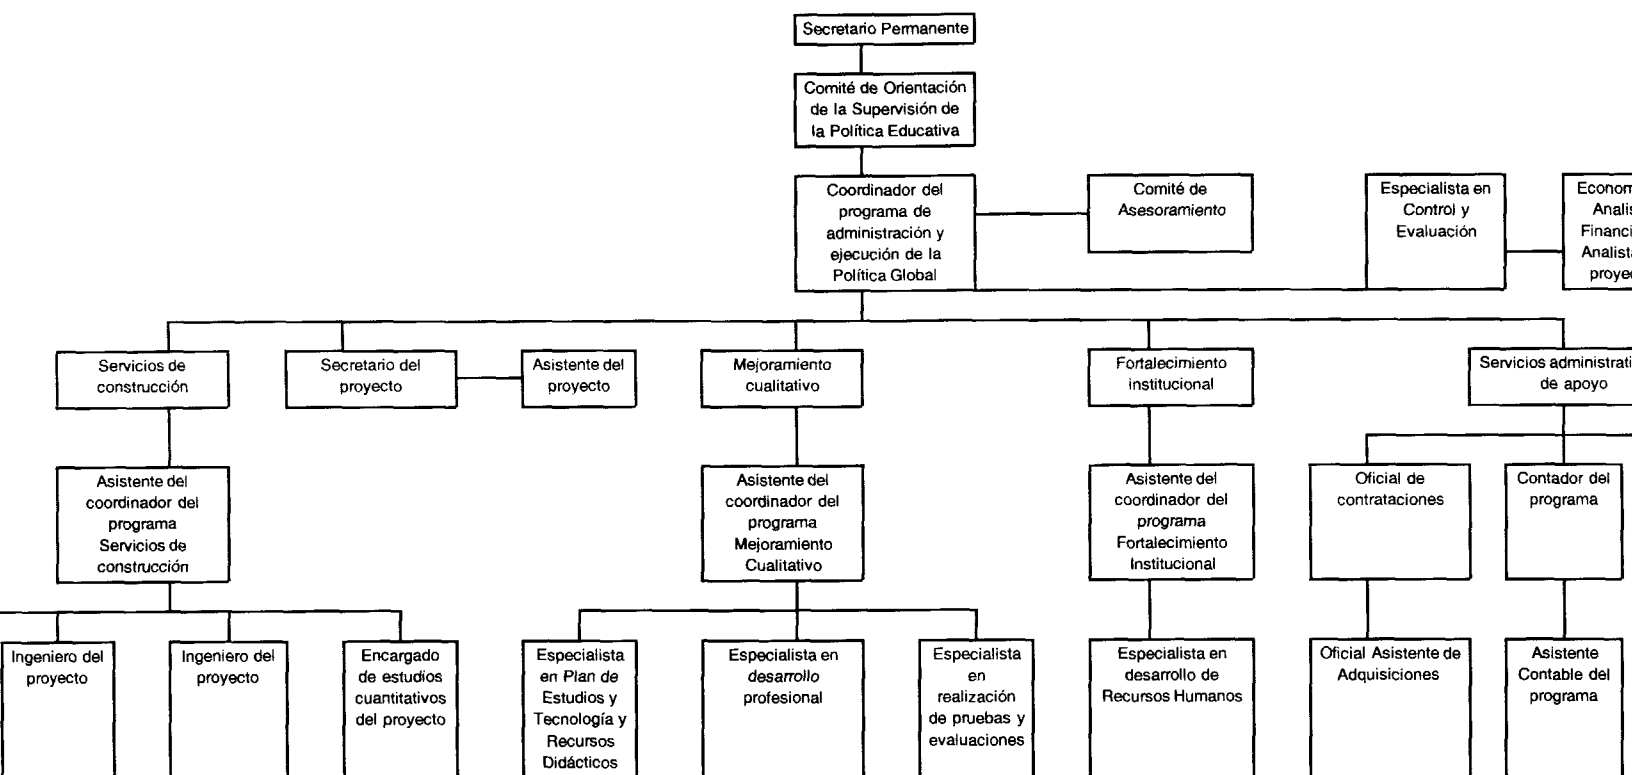 Secretario Permanente
Comité de Orientación
de la Supervisión de
la Política Educativa
Coordinador del
programa de
administración y
ejecución de la
Política Global
Comité de
Asesoramiento
Especialista en
Control y
Evaluación
Servicios de
construcción
Secretario del
proyecto
Asistente del
proyecto
Mejoramiento
cualitativo
Fortalecimiento
institucional
Servicios
de apoyo
Asistente del
coordinador del
programa
Servicios de
construcción
Asistente del
coordinador del
programa
Mejoramiento
Cualitativo
Asistente del
coordinador del
programa
Fortalecimiento
Institucional
Oficial de
contrataciones
Contador del
programa
Ingeniero del
proyecto
Ingeniero del
proyecto
Encargado
de estudios
cuantitativos
del proyecto
Especialista
en Plan de
Estudios y
Tecnología y
Recursos
Didácticos
Especialista en
desarrollo
profesional
Especialista
en
realización
de pruebas y
evaluaciones
Especialista en
desarrollo de
Recursos Humanos
Oficial Asistente de
Adquisiciones
Asistente
Contable del
programa